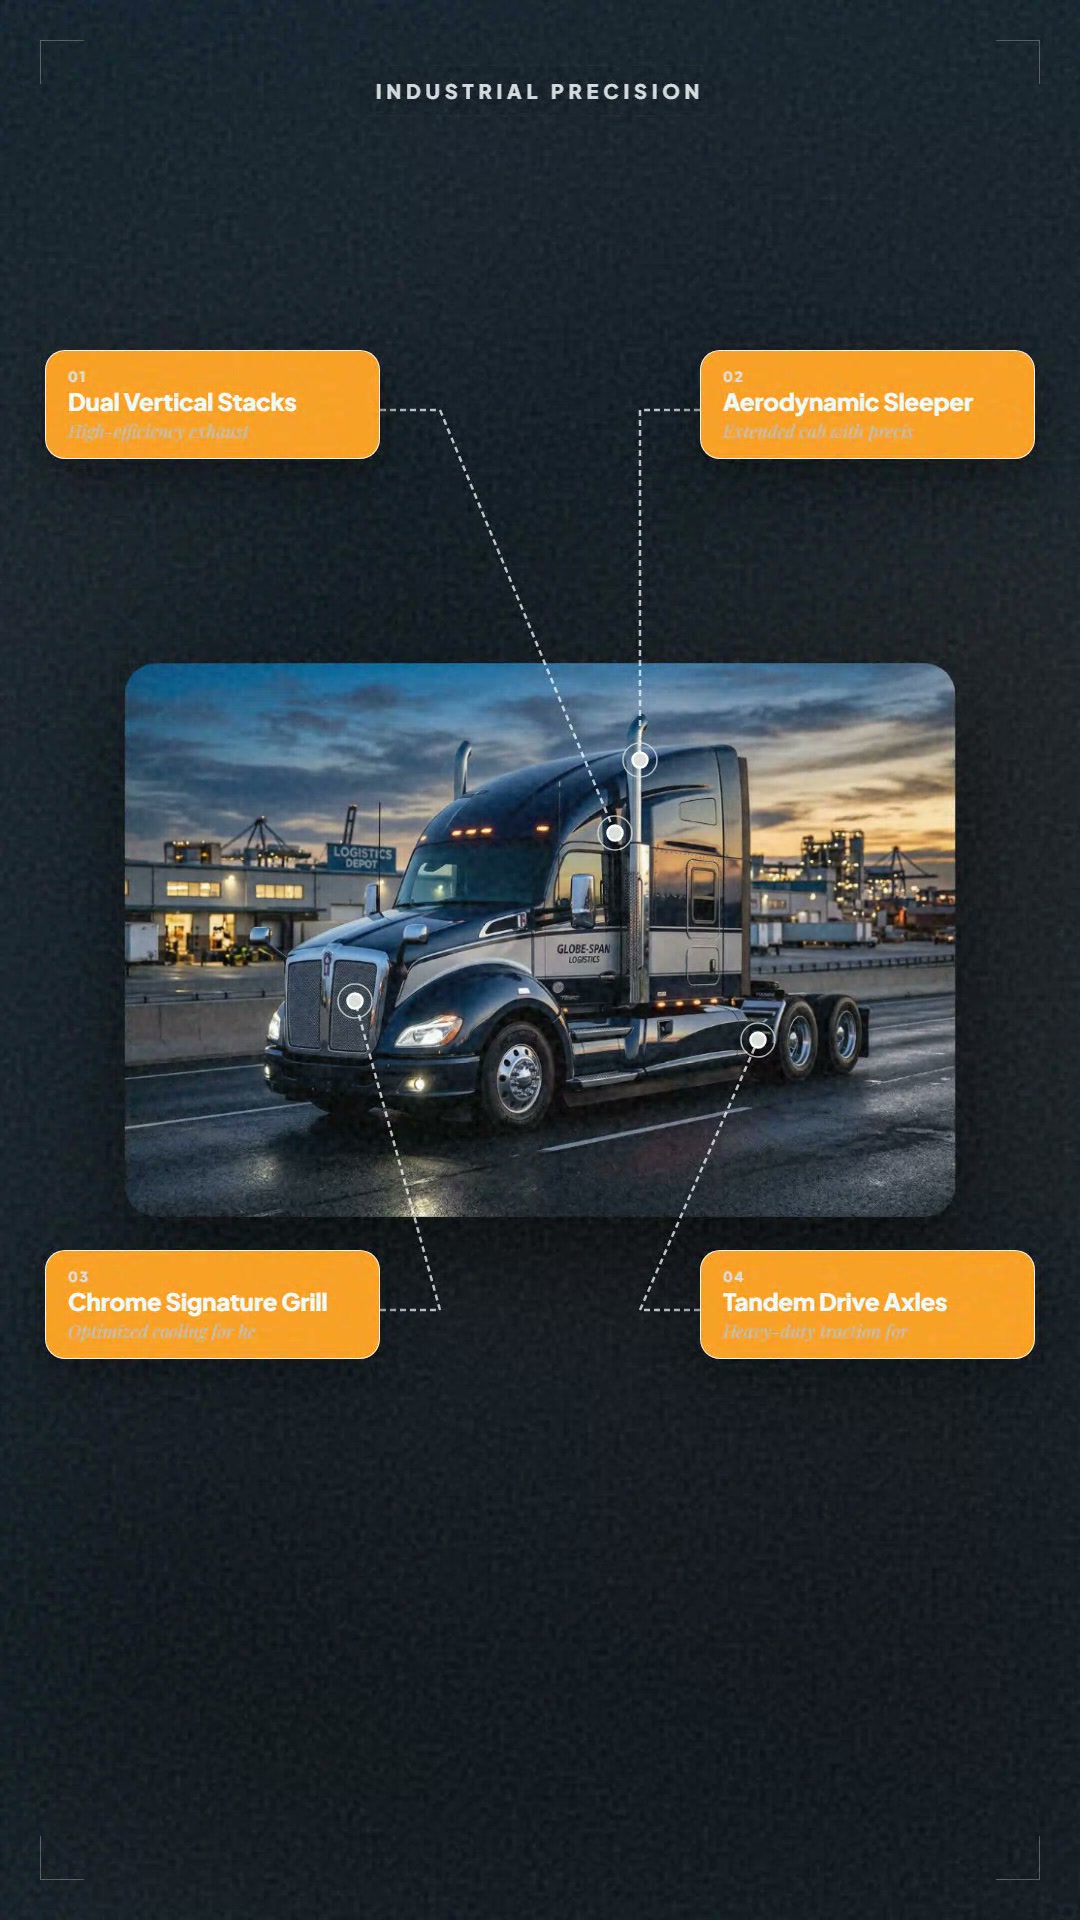 INDUSTRIAL PRECISION
01
Dual Vertical Stacks
High-efficiency exhaust
02
Aerodynamic Sleeper
Extended cab with precis
LOGISTICS
DEPOT
GLOBE-SPAN
LOGISTICS
03
Chrome Signature Grill
Optimized cooling for he
04
Tandem Drive Axles
Heavy-duty traction for